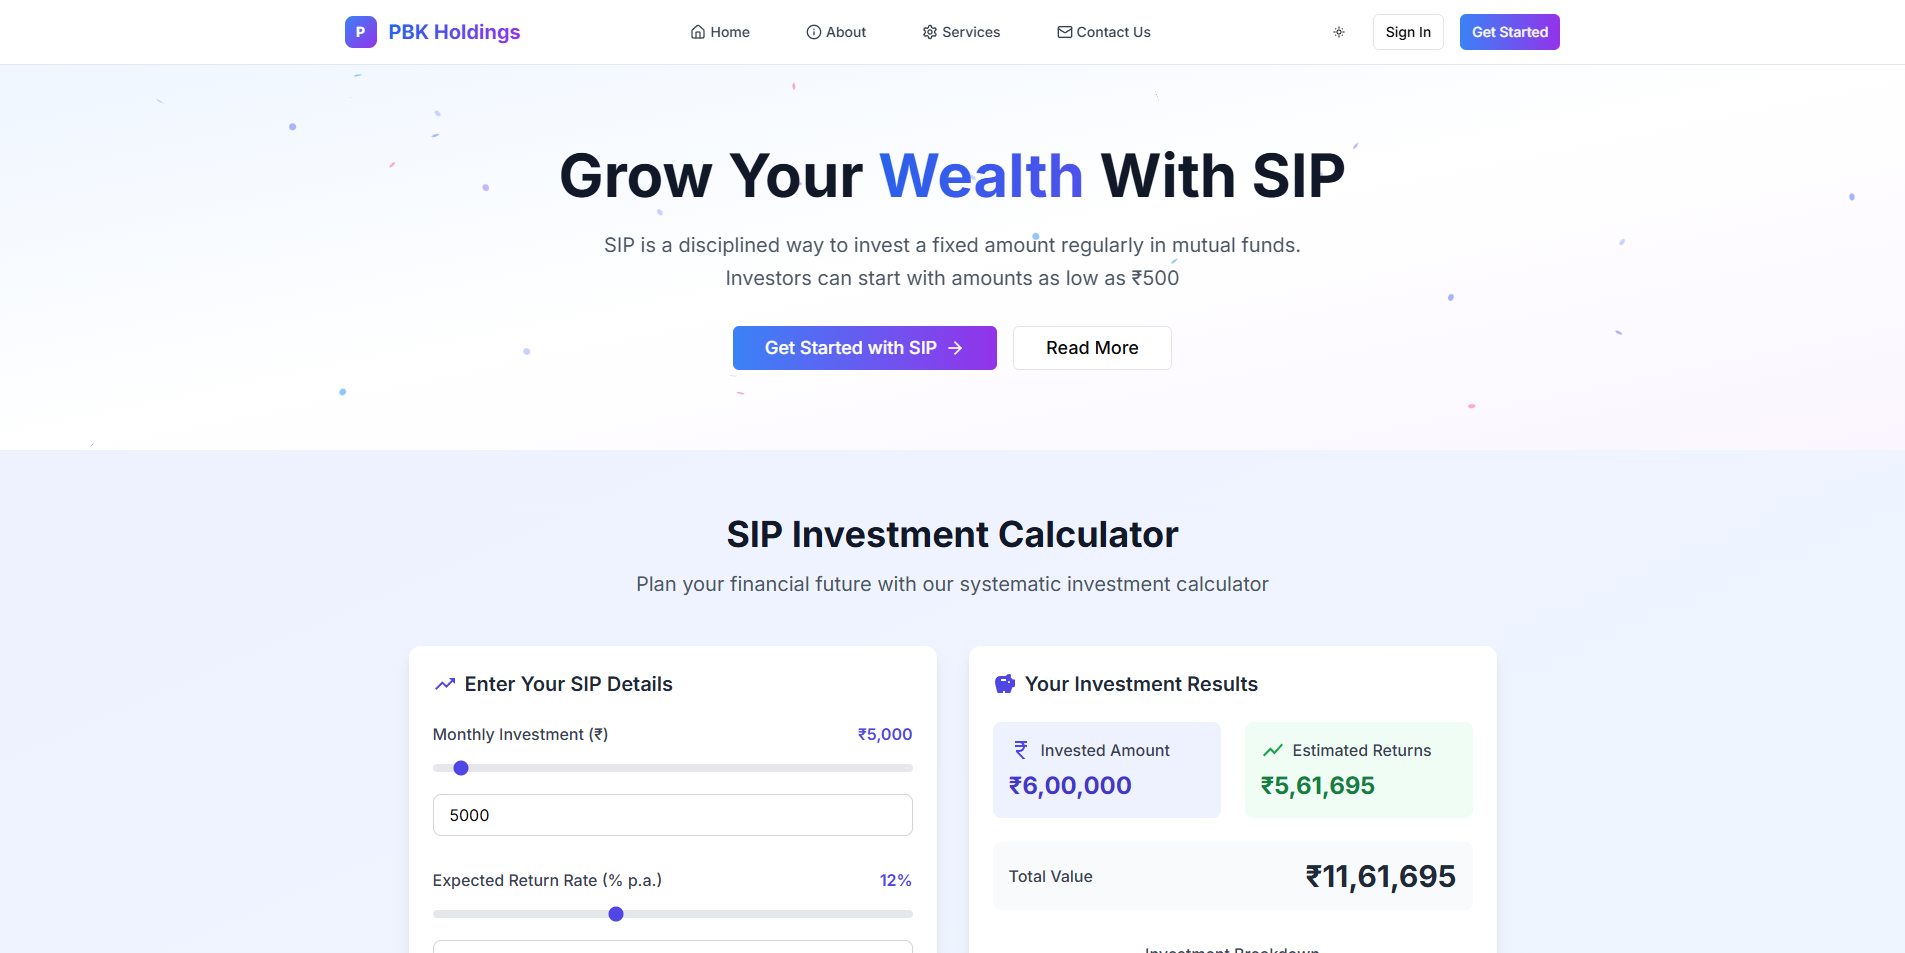 P PBK Holdings Home About Services Contact Us Sign In Get Started
Grow Your Wealth With SIP
SIP is a disciplined way to invest a fixed amount regularly in mutual funds.
Investors can start with amounts as low as ₹500
Get Started with SIP Read More
SIP Investment Calculator
Plan your financial future with our systematic investment calculator
Enter Your SIP Details
Monthly Investment (₹) ₹5,000
5000
Expected Return Rate (% p.a.) 12%
Your Investment Results
₹ Invested Amount
₹6,00,000
Estimated Returns
₹5,61,695
Total Value ₹11,61,695
Investment Breakdown